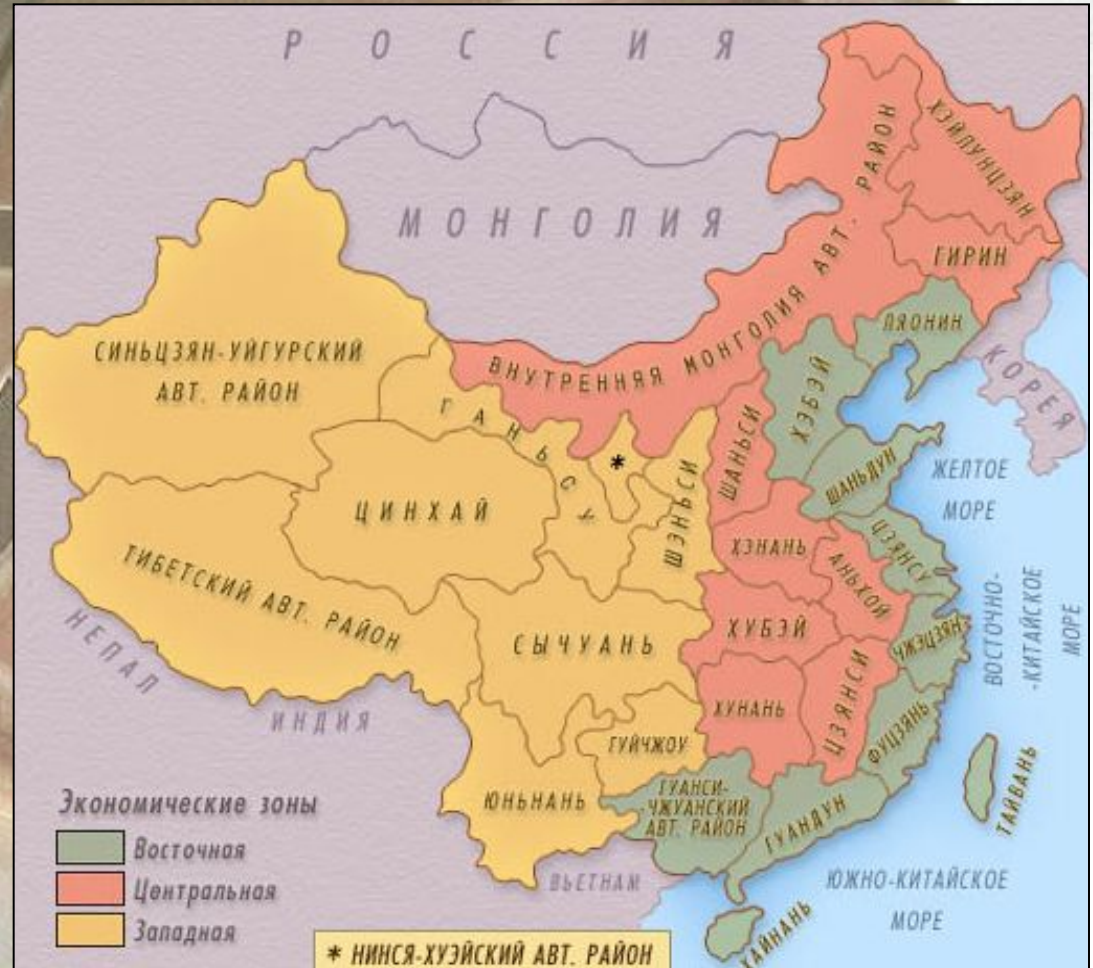 РОССИЯ
МОНГОЛИЯ
ВНУТРЕННЯЯ МОНГОЛИЯ АВТ. РАЙОН
ХЭЙЛУНЦЗЯН
ГИРИН
ЛЯОНИН
КОРЕЯ
СИНЬЦЗЯН-УЙГУРСКИЙ
АВТ. РАЙОН
ГАНЬСУ
*
ШЭНЬСИ
ШАНЬСИ
ХЭБЭЙ
ШАНЬДУН
ЖЕЛТОЕ
МОРЕ
ЦИНХАЙ
ТИБЕТСКИЙ АВТ. РАЙОН
ХЭНАНЬ
АНЬХОЙ
ЦЗЯНСУ
НЕПАЛ
СЫЧУАНЬ
ХУБЭЙ
ЧЖЕЦЗЯН
ВОСТОЧНО-
-КИТАЙСКОЕ
МОРЕ
ИНДИЯ
ГУЙЧЖОУ
ХУНАНЬ
ЦЗЯНСИ
ФУЦЗЯНЬ
ТАЙВАНЬ
ЮНЬНАНЬ
ГУАНСИ-
-ЧЖУАНСКИЙ
АВТ. РАЙОН
ГУАНДУН
ВЬЕТНАМ
ЮЖНО-КИТАЙСКОЕ
МОРЕ
ХАЙНАНЬ
Экономические зоны
Восточная
Центральная
Западная
* НИНСЯ-ХУЭЙСКИЙ АВТ. РАЙОН